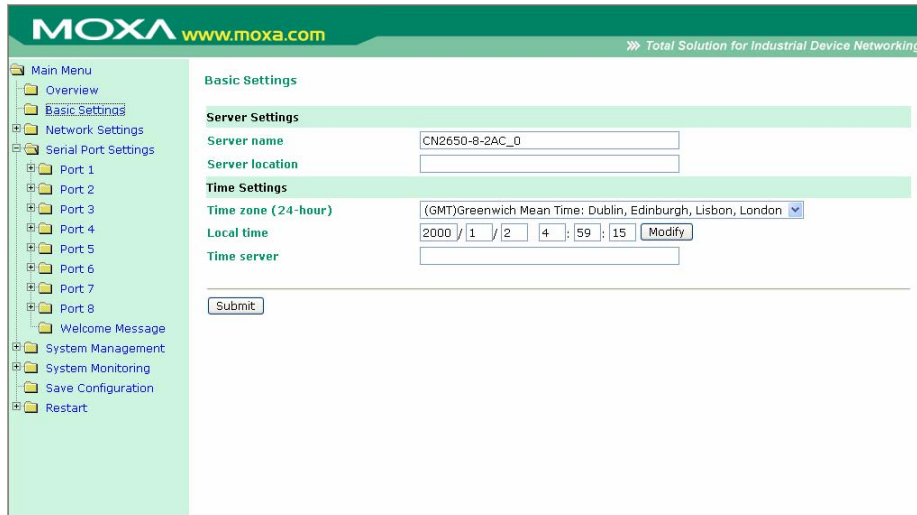 MOXA www.moxa.com
Total Solution for Industrial Device Networking
Main Menu
Overview
Basic Settings
Network Settings
Serial Port Settings
Port 1
Port 2
Port 3
Port 4
Port 5
Port 6
Port 7
Port 8
Welcome Message
System Management
System Monitoring
Save Configuration
Restart
Basic Settings
Server Settings
Server name CN2650-8-2AC_0
Server location
Time Settings
Time zone (24-hour) (GMT)Greenwich Mean Time: Dublin, Edinburgh, Lisbon, London
Local time 2000 / 1 / 2 4 : 59 : 15 Modify
Time server
Submit